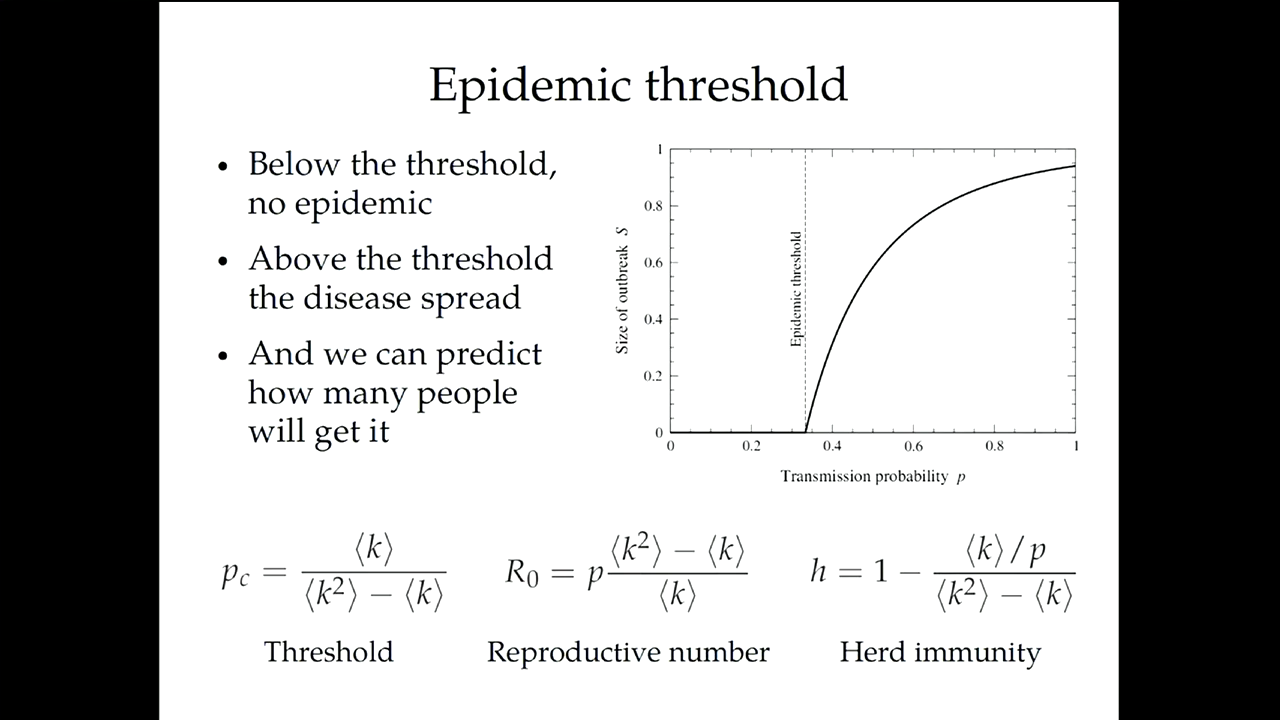 Epidemic threshold
• Below the threshold,
no epidemic
• Above the threshold
the disease spread
• And we can predict
how many people
will get it
1
0.8
0.6
0.4
0.2
0
Size of outbreak S
Epidemic threshold
0 0.2 0.4 0.6 0.8 1
Transmission probability p
p_c = ⟨k⟩ / (⟨k²⟩ − ⟨k⟩)
R₀ = p (⟨k²⟩ − ⟨k⟩) / ⟨k⟩
h = 1 − (⟨k⟩ / p) / (⟨k²⟩ − ⟨k⟩)
Threshold
Reproductive number
Herd immunity